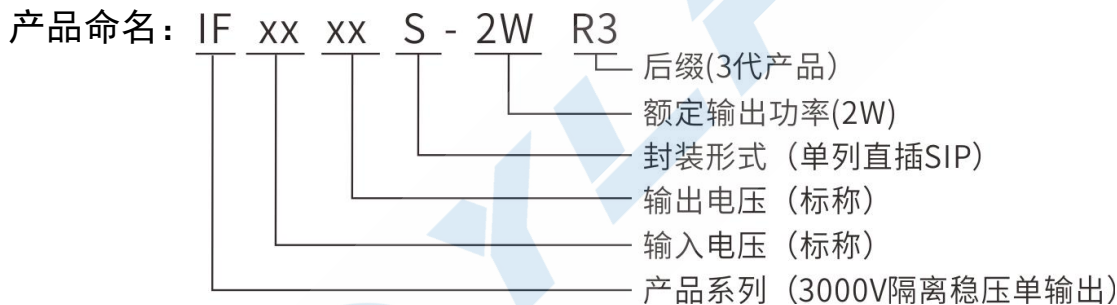 产品命名：IF xx xx S - 2W R3
后缀(3代产品）
额定输出功率(2W)
封装形式（单列直插SIP）
输出电压（标称）
输入电压（标称）
产品系列（3000V隔离稳压单输出）